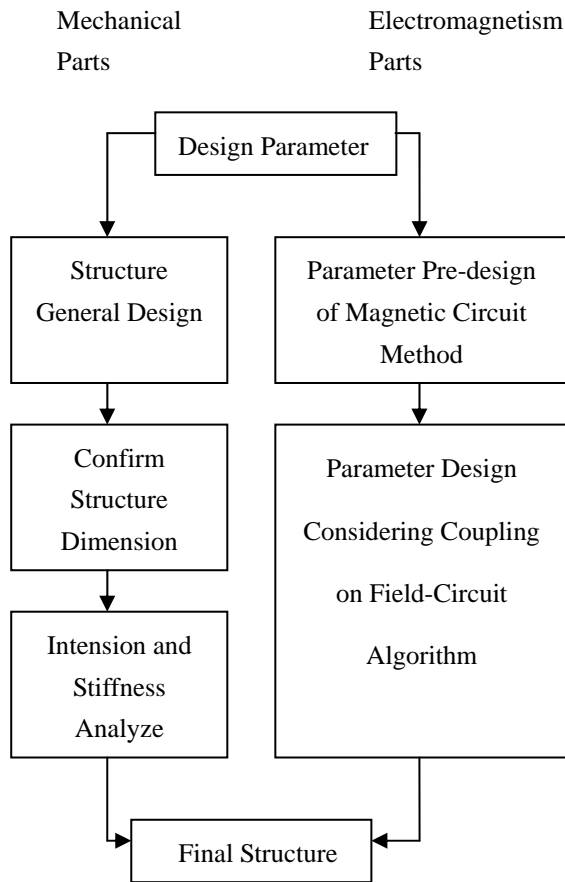 Mechanical
Parts
Electromagnetism
Parts
Design Parameter
Structure
General Design
Parameter Pre-design
of Magnetic Circuit
Method
Confirm
Structure
Dimension
Parameter Design
Considering Coupling
on Field-Circuit
Algorithm
Intension and
Stiffness
Analyze
Final Structure